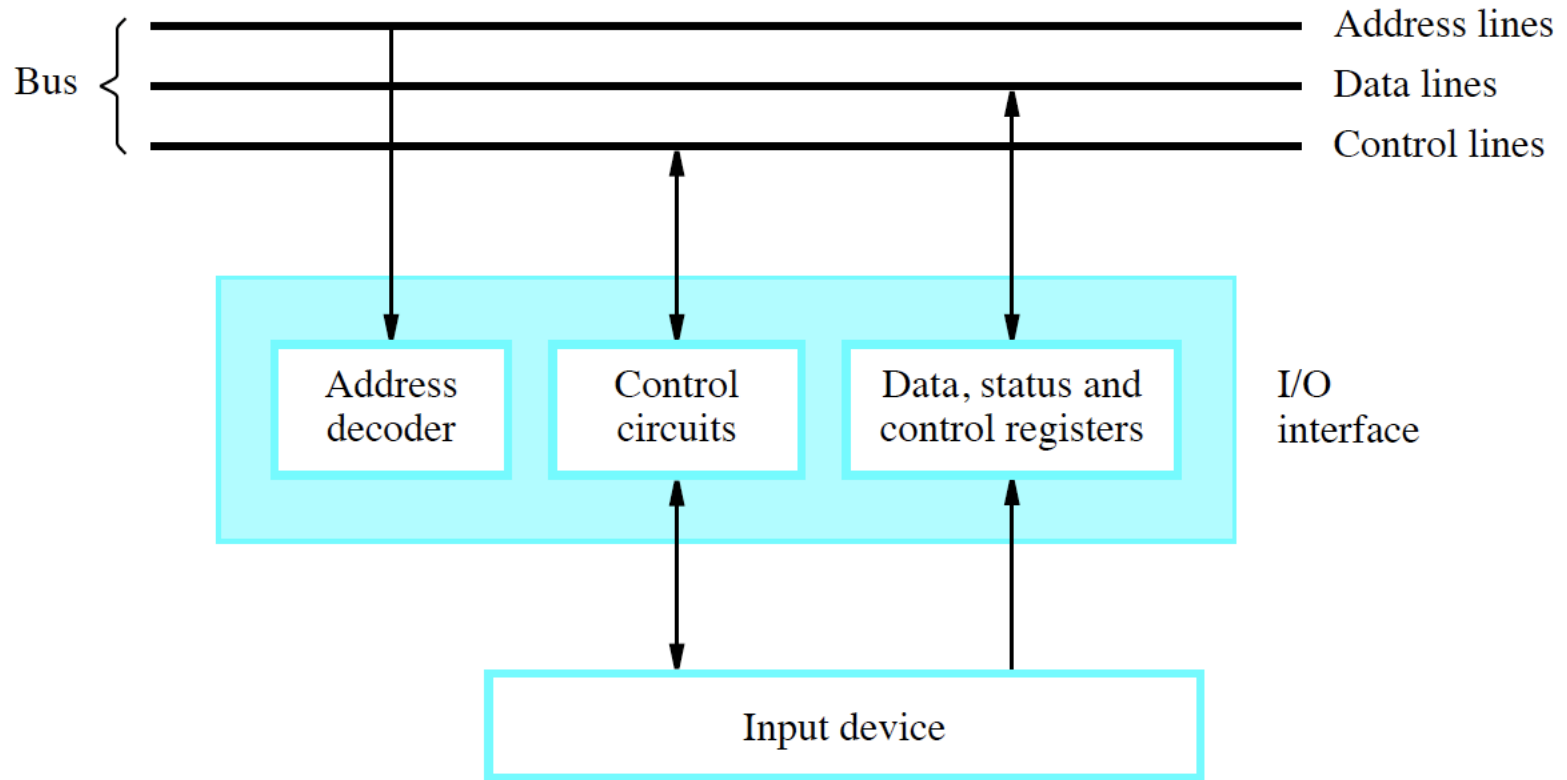 Address lines
Bus
Data lines
Control lines
Address
decoder
Control
circuits
Data, status and
control registers
I/O
interface
Input device